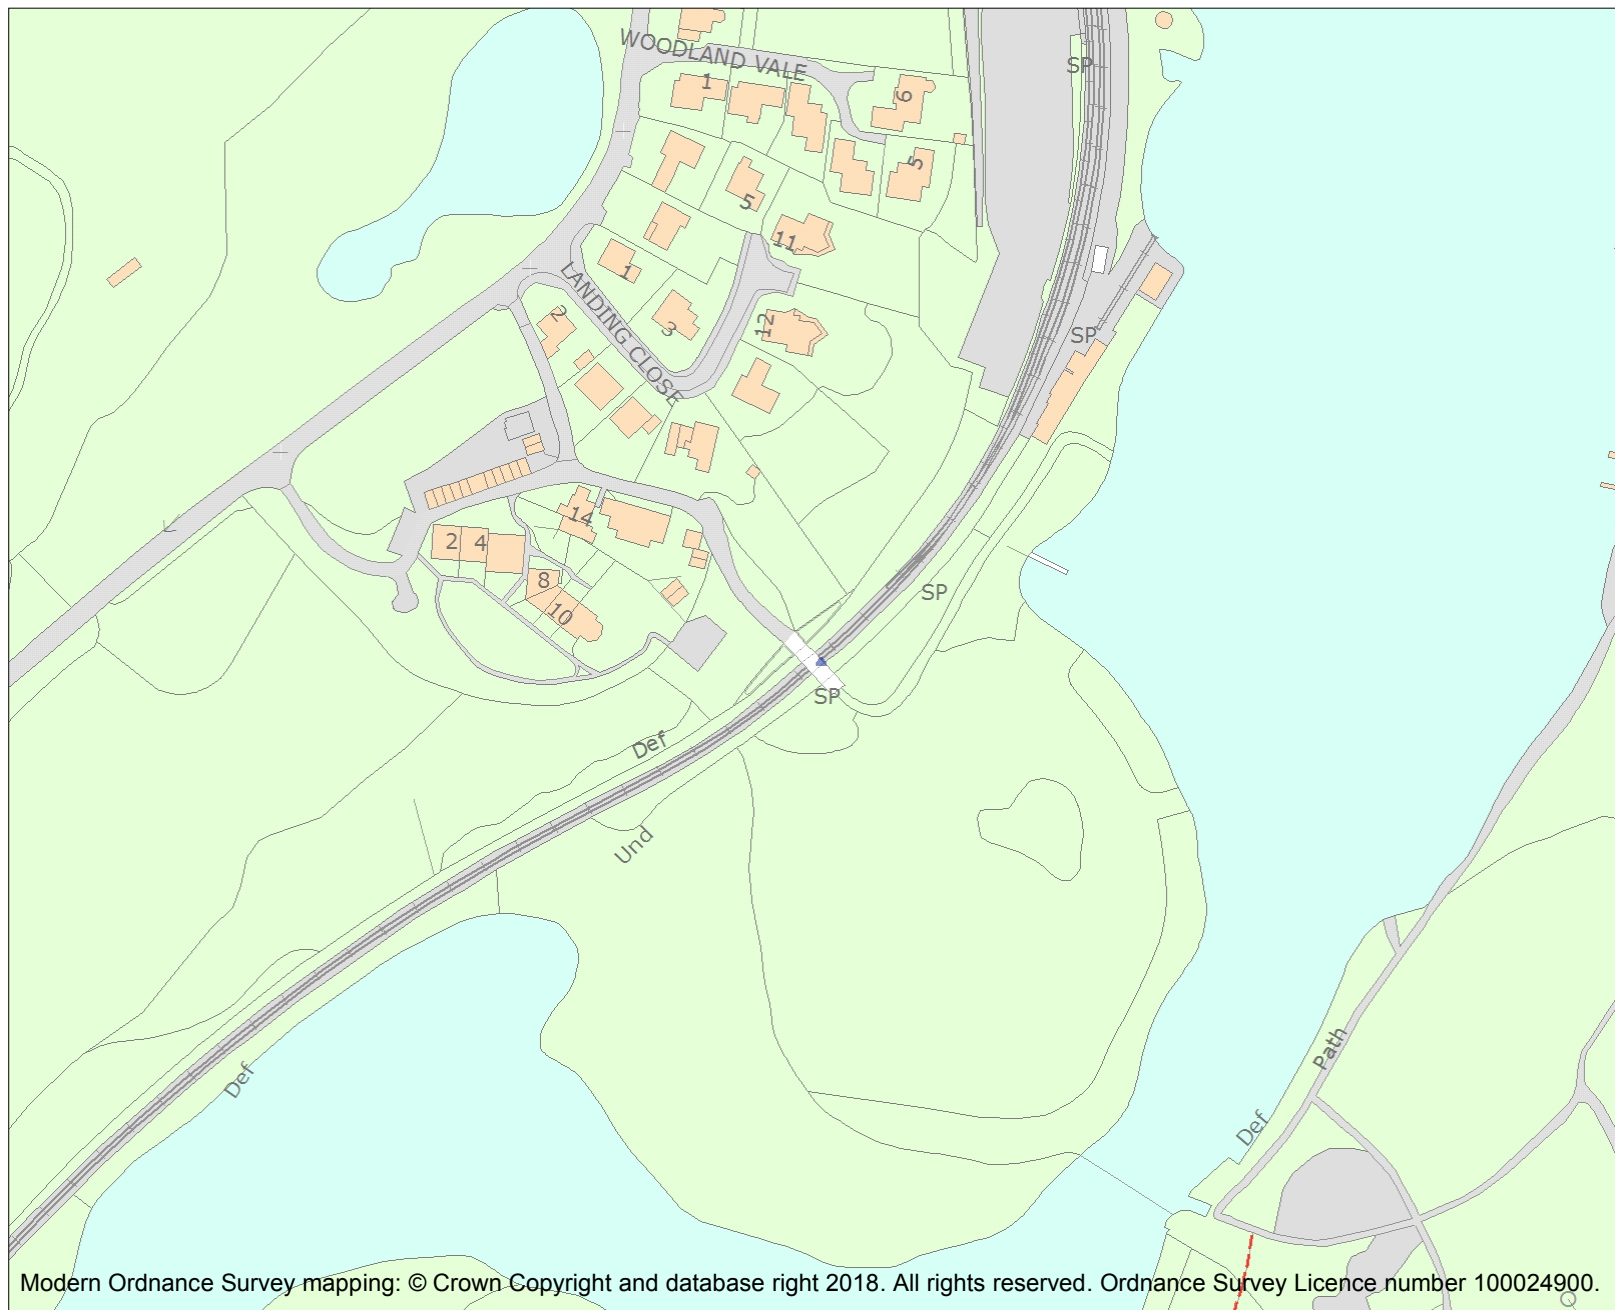 WOODLAND VALE
SP
1
6
5
5
11
1
LANDING CLOSE
2
3
12
SP
14
2
4
8
10
SP
SP
Def
Und
Def
Path
Def
Modern Ordnance Survey mapping: © Crown Copyright and database right 2018. All rights reserved. Ordnance Survey Licence number 100024900.